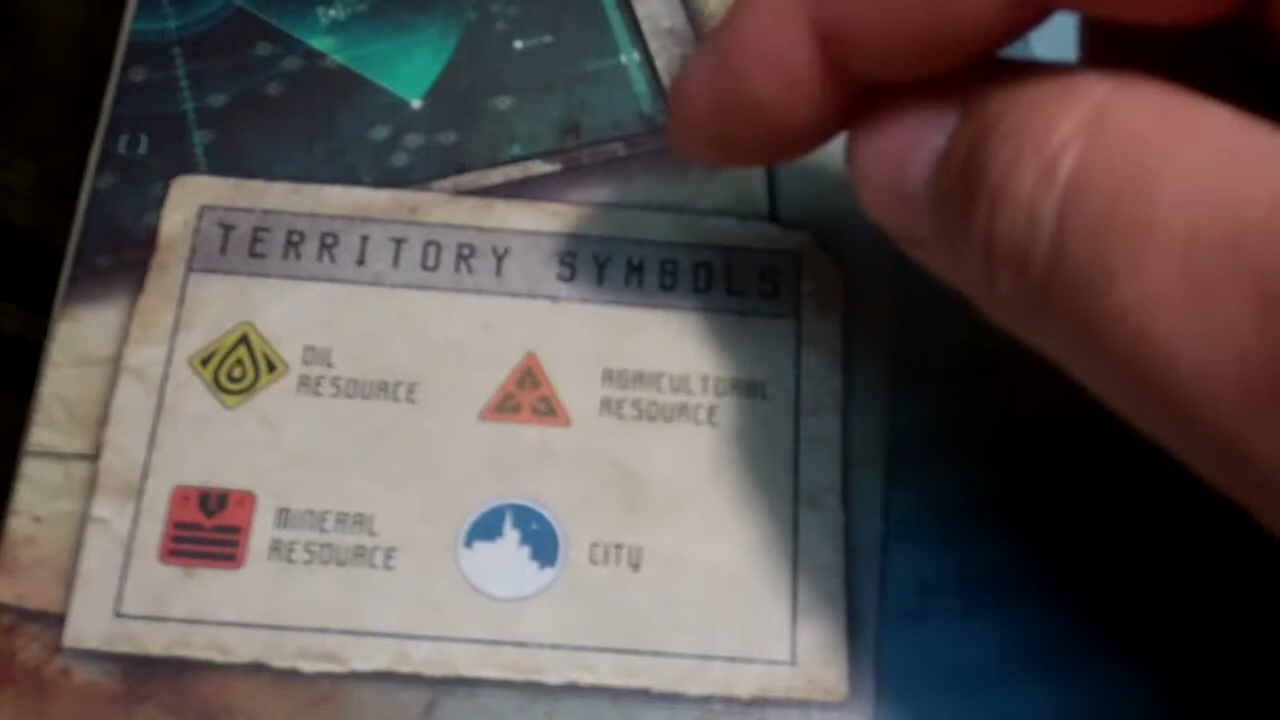 TERRITORY SYMBOLS
OIL
RESOURCE
AGRICULTURAL
RESOURCE
MINERAL
RESOURCE
CITY